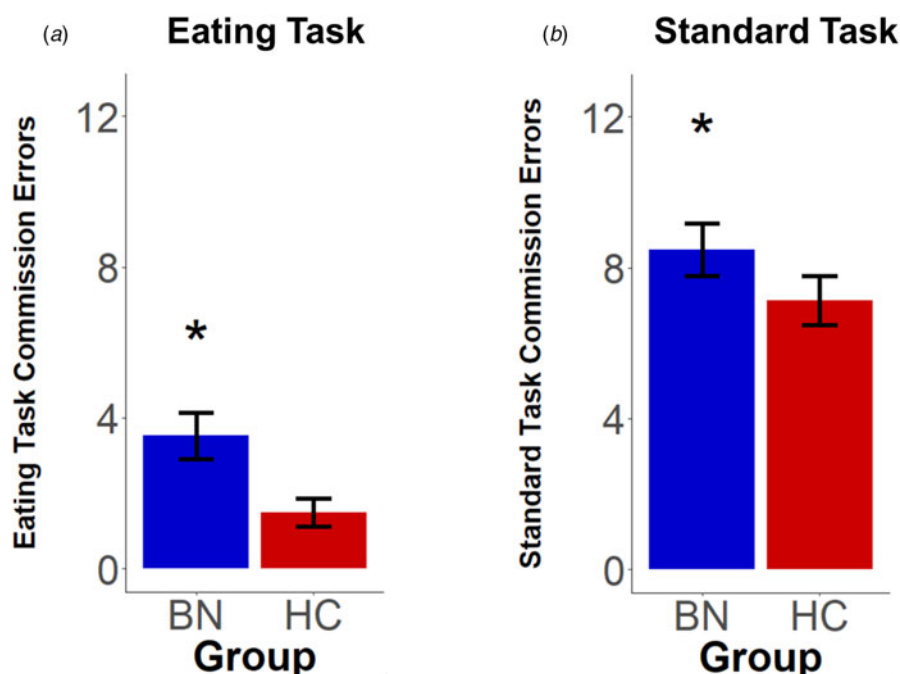 (a) Eating Task
Eating Task Commission Errors
12
8
4
0
*
BN HC
Group
(b) Standard Task
Standard Task Commission Errors
12
8
4
0
*
BN HC
Group